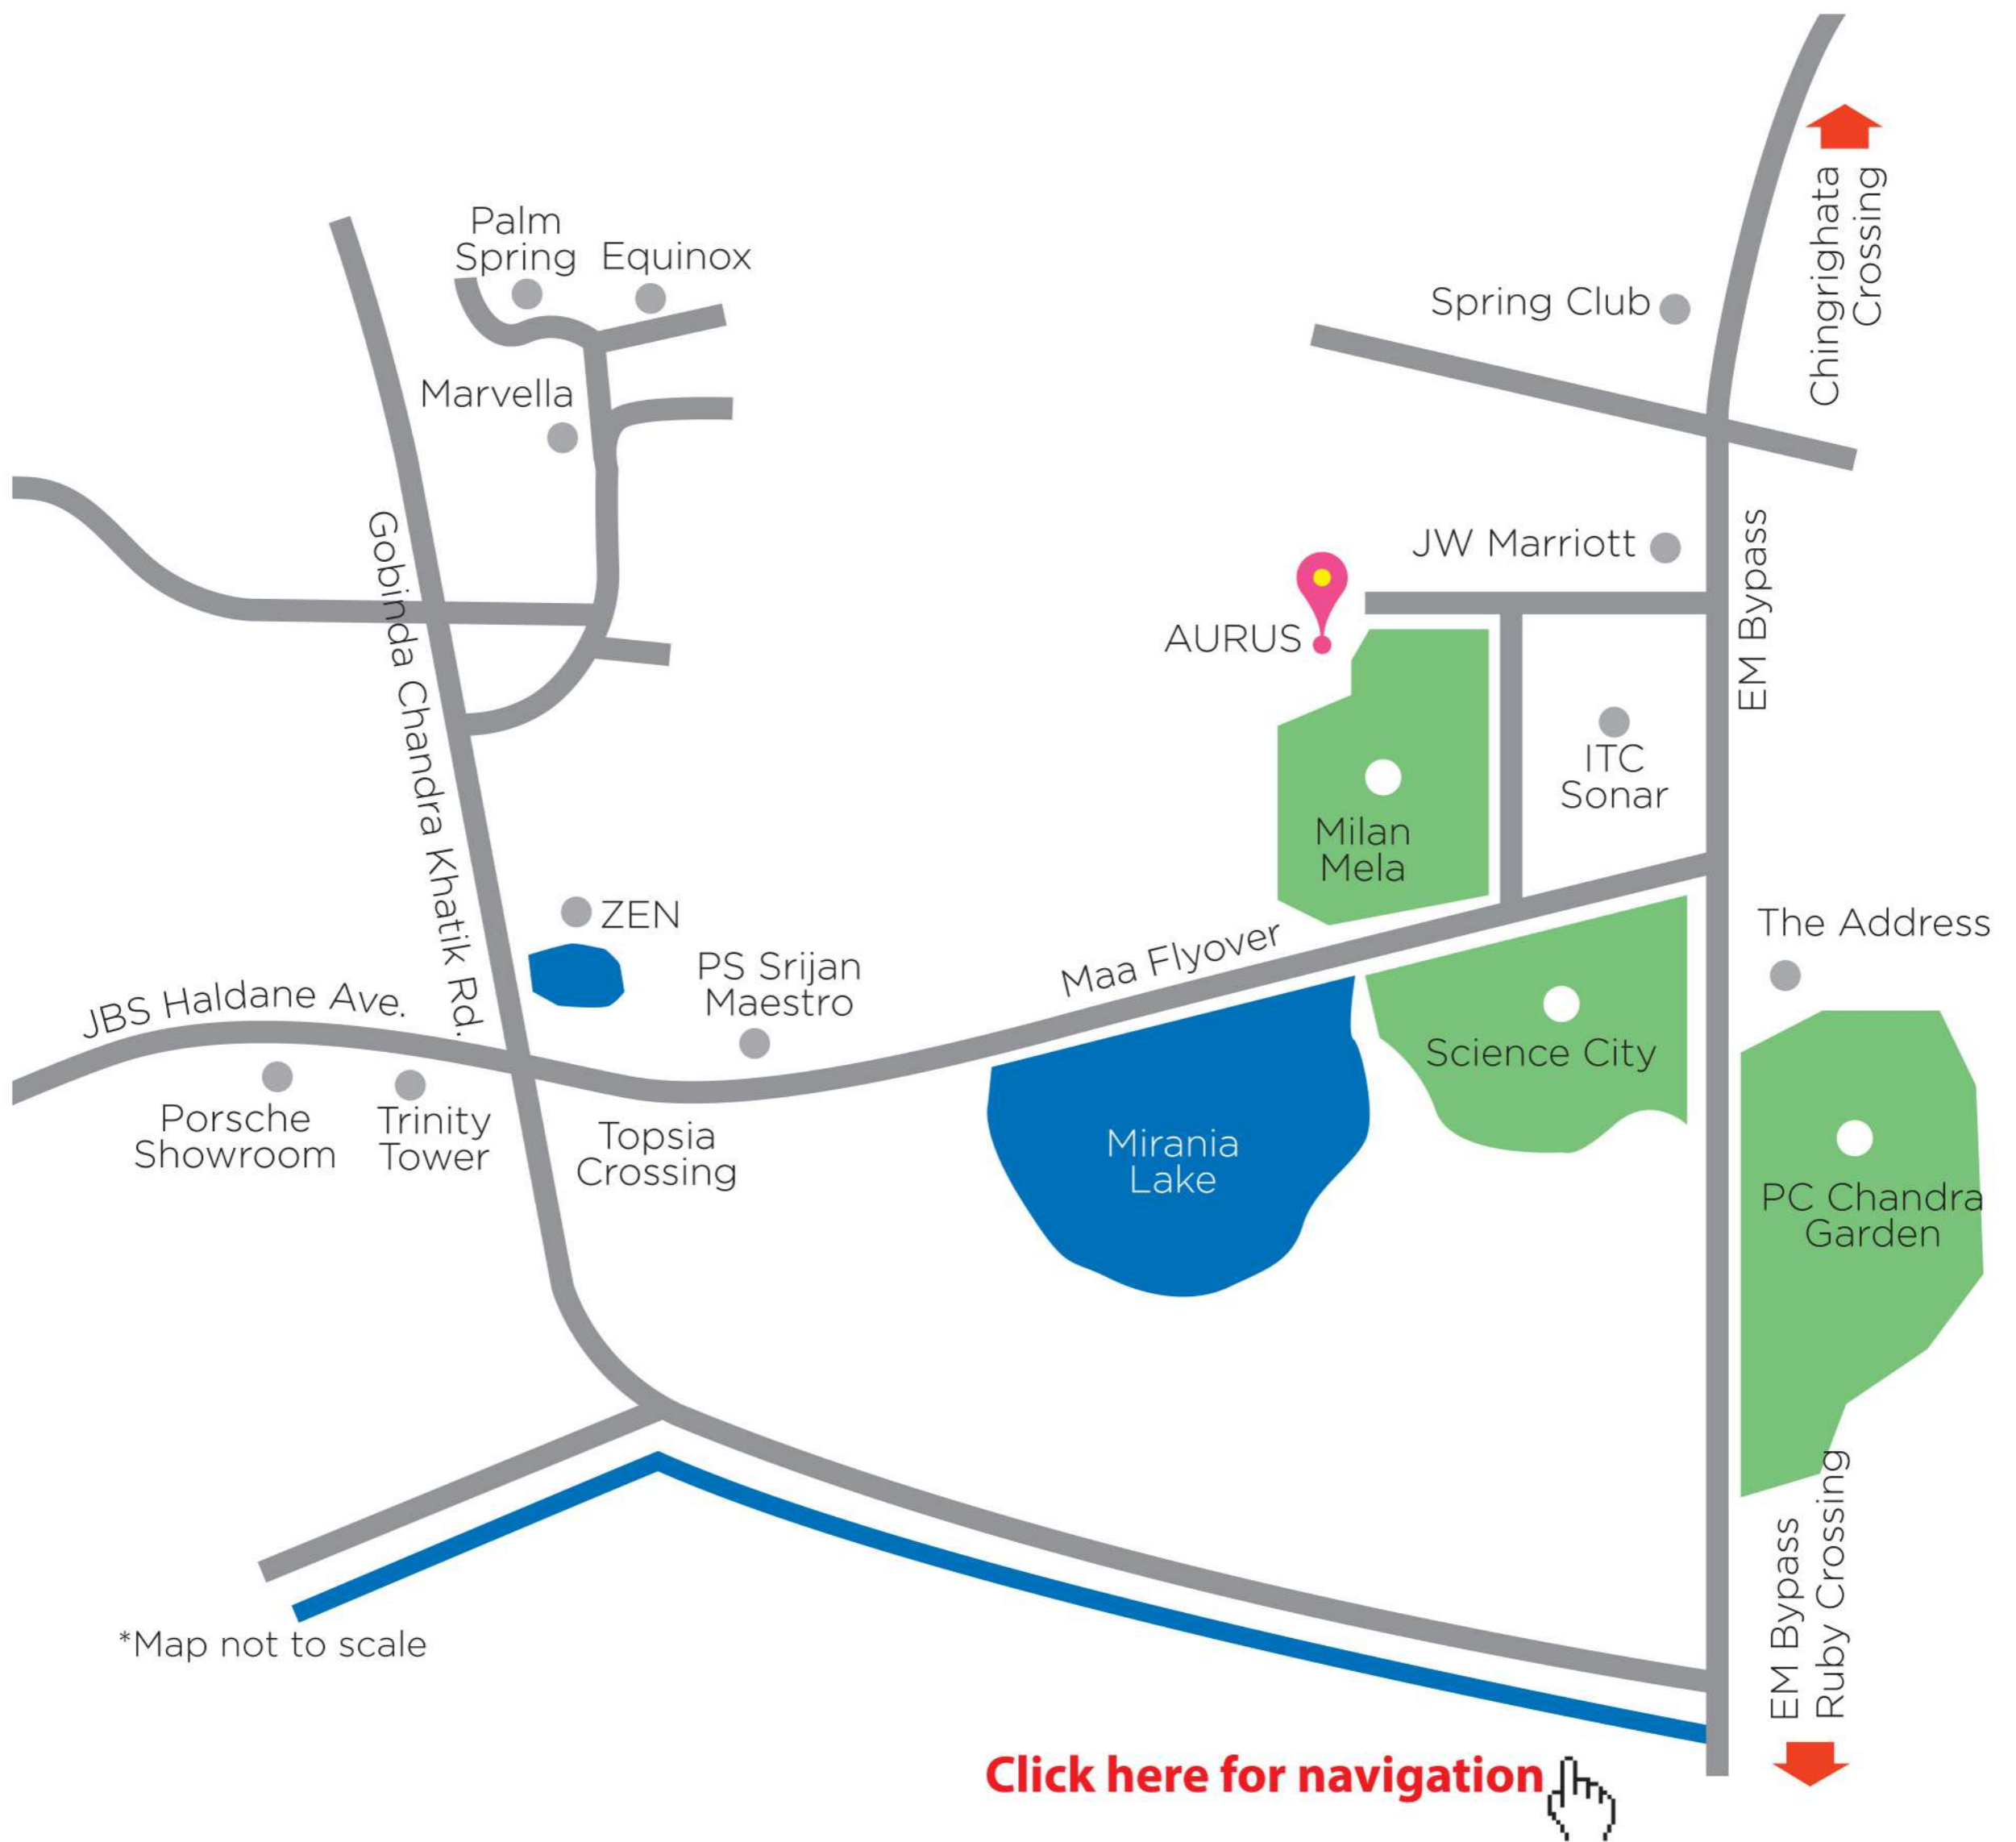 Chingrighata
Crossing
Palm
Spring
Equinox
Spring Club
Marvella
Gobinda Chandra Khatik Rd.
JW Marriott
EM Bypass
AURUS
ITC
Sonar
Milan
Mela
ZEN
The Address
Maa Flyover
PS Srijan
Maestro
JBS Haldane Ave.
Science City
Porsche
Showroom
Trinity
Tower
Topsia
Crossing
Mirania
Lake
PC Chandra
Garden
EM Bypass
Ruby Crossing
*Map not to scale
Click here for navigation